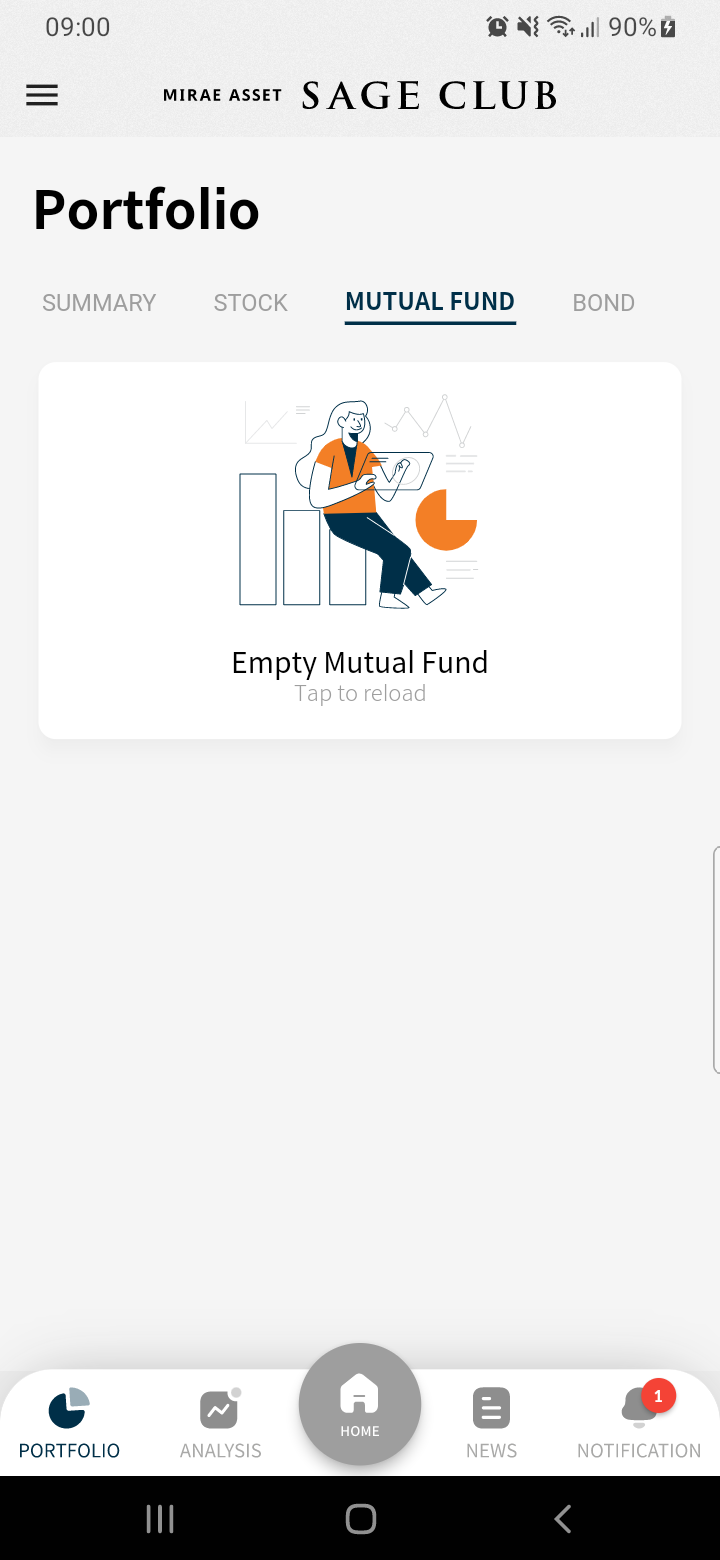 09:00 90%
MIRAE ASSET SAGE CLUB
Portfolio
SUMMARY STOCK MUTUAL FUND BOND
Empty Mutual Fund
Tap to reload
1
HOME
PORTFOLIO ANALYSIS NEWS NOTIFICATION